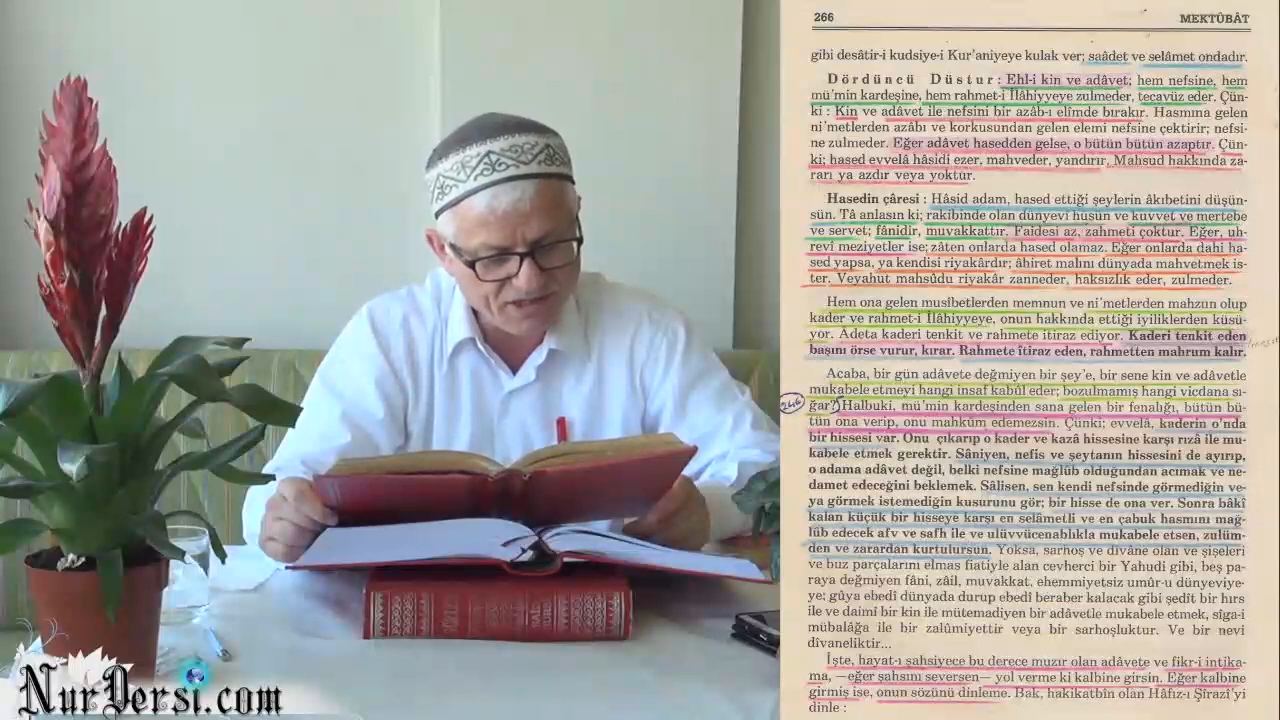 266 MEKTÛBÂT
gibi desâtir-i kudsiye-i Kur'aniyeye kulak ver; saâdet ve selâmet ondadır.
Dördüncü Düstur : Ehl-i kin ve adâvet; hem nefsine, hem
mü'min kardeşine, hem rahmet-i İlâhiyyeye zulmeder, tecavüz eder. Çün-
ki : Kin ve adâvet ile nefsini bir azâb-ı elîmde bırakır. Hasmına gelen
ni'metlerden azâbı ve korkusundan gelen elemi nefsine çektirir; nefsi-
ne zulmeder. Eğer adâvet hasedden gelse, o bütün bütün azaptır. Çün-
ki; hased evvelâ hâsidi ezer, mahveder, yandırır. Mahsud hakkında za-
rarı ya azdır veya yoktur.
Hasedin çâresi : Hâsid adam, hased ettiği şeylerin âkıbetini düşün-
sün. Tâ anlasın ki; rakibinde olan dünyevî hüsün ve kuvvet ve mertebe
ve servet; fânidir, muvakkattır. Faidesi az, zahmeti çoktur. Eğer, uh-
revî meziyetler ise; zâten onlarda hased olamaz. Eğer onlarda dahi ha-
sed yapsa, ya kendisi riyakârdır; âhiret malını dünyada mahvetmek is-
ter. Veyahut mahsûdu riyakâr zanneder, haksızlık eder, zulmeder.
Hem ona gelen musîbetlerden memnun ve ni'metlerden mahzun olup
kader ve rahmet-i İlâhiyyeye, onun hakkında ettiği iyiliklerden küsü-
yor. Âdeta kaderi tenkit ve rahmete itiraz ediyor. Kaderi tenkit eden
başını örse vurur, kırar. Rahmete îtiraz eden, rahmetten mahrum kalır.
Acaba, bir gün adâvete değmiyen bir şey'e, bir sene kin ve adâvetle
mukabele etmeyi hangi insaf kabûl eder; bozulmamış hangi vicdana sı-
ğar? Halbuki, mü'min kardeşinden sana gelen bir fenalığı, bütün bü-
tün ona verip, onu mahkûm edemezsin. Çünki; evvelâ, kaderin o'nda
bir hissesi var. Onu çıkarıp o kader ve kazâ hissesine karşı rızâ ile mu-
kabele etmek gerektir. Sâniyen, nefis ve şeytanın hissesini de ayırıp,
o adama adâvet değil, belki nefsine mağlûb olduğundan acımak ve ne-
damet edeceğini beklemek. Sâlisen, sen kendi nefsinde görmediğin ve-
ya görmek istemediğin kusurunu gör; bir hisse de ona ver. Sonra bâkî
kalan küçük bir hisseye karşı en selâmetli ve en çabuk hasmını mağ-
lûb edecek afv ve safh ile ve ulüvvücenablıkla mukabele etsen, zulüm-
den ve zarardan kurtulursun. Yoksa, sarhoş ve dîvane olan ve şişeleri
ve buz parçalarını elmas fiatiyle alan cevherci bir Yahudi gibi, beş pa-
raya değmiyen fâni, zâil, muvakkat, ehemmiyetsiz umûr-u dünyeviye-
ye; gûya ebedî dünyada durup ebedî beraber kalacak gibi şedît bir hırs
ile ve daimî bir kin ile mütemadiyen bir adâvetle mukabele etmek, sîga-i
mübalâğa ile bir zalûmiyettir veya bir sarhoşluktur. Ve bir nevi
dîvaneliktir...
İşte, hayat-ı şahsiyece bu derece muzır olan adâvete ve fikr-i intika-
ma, —eğer şahsını seversen— yol verme ki kalbine girsin. Eğer kalbine
girmiş ise, onun sözünü dinleme. Bak, hakikatbîn olan Hâfız-ı Şîrazî'yi
dinle :
NurDersi.com